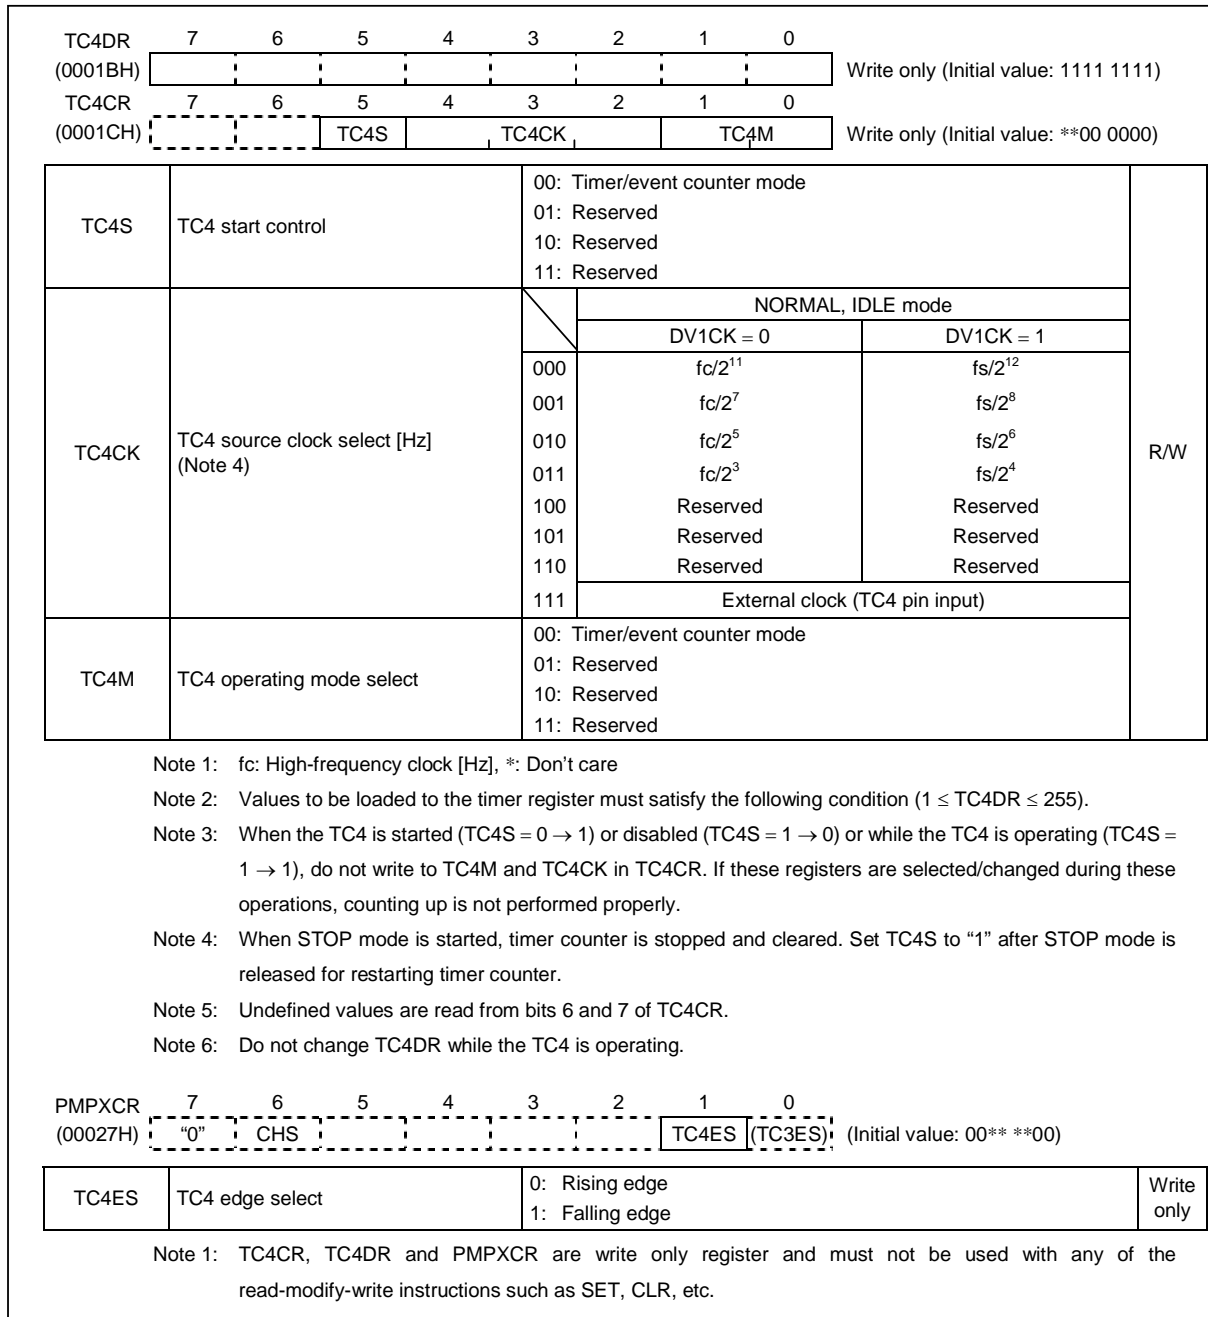 TC4DR 7 6 5 4 3 2 1 0
(0001BH) Write only (Initial value: 1111 1111)
TC4CR 7 6 5 4 3 2 1 0
(0001CH) TC4S TC4CK TC4M Write only (Initial value: **00 0000)
TC4S TC4 start control 00: Timer/event counter mode
01: Reserved
10: Reserved
11: Reserved
TC4CK TC4 source clock select [Hz]
(Note 4)
NORMAL, IDLE mode
DV1CK = 0 DV1CK = 1
000 fc/2^11 fs/2^12
001 fc/2^7 fs/2^8
010 fc/2^5 fs/2^6
011 fc/2^3 fs/2^4
100 Reserved Reserved
101 Reserved Reserved
110 Reserved Reserved
111 External clock (TC4 pin input)
R/W
TC4M TC4 operating mode select 00: Timer/event counter mode
01: Reserved
10: Reserved
11: Reserved
Note 1: fc: High-frequency clock [Hz], *: Don't care
Note 2: Values to be loaded to the timer register must satisfy the following condition (1 ≤ TC4DR ≤ 255).
Note 3: When the TC4 is started (TC4S = 0 → 1) or disabled (TC4S = 1 → 0) or while the TC4 is operating (TC4S =
1 → 1), do not write to TC4M and TC4CK in TC4CR. If these registers are selected/changed during these
operations, counting up is not performed properly.
Note 4: When STOP mode is started, timer counter is stopped and cleared. Set TC4S to “1” after STOP mode is
released for restarting timer counter.
Note 5: Undefined values are read from bits 6 and 7 of TC4CR.
Note 6: Do not change TC4DR while the TC4 is operating.
PMPXCR 7 6 5 4 3 2 1 0
(00027H) “0” CHS TC4ES (TC3ES) (Initial value: 00** **00)
TC4ES TC4 edge select 0: Rising edge
1: Falling edge
Write
only
Note 1: TC4CR, TC4DR and PMPXCR are write only register and must not be used with any of the
read-modify-write instructions such as SET, CLR, etc.